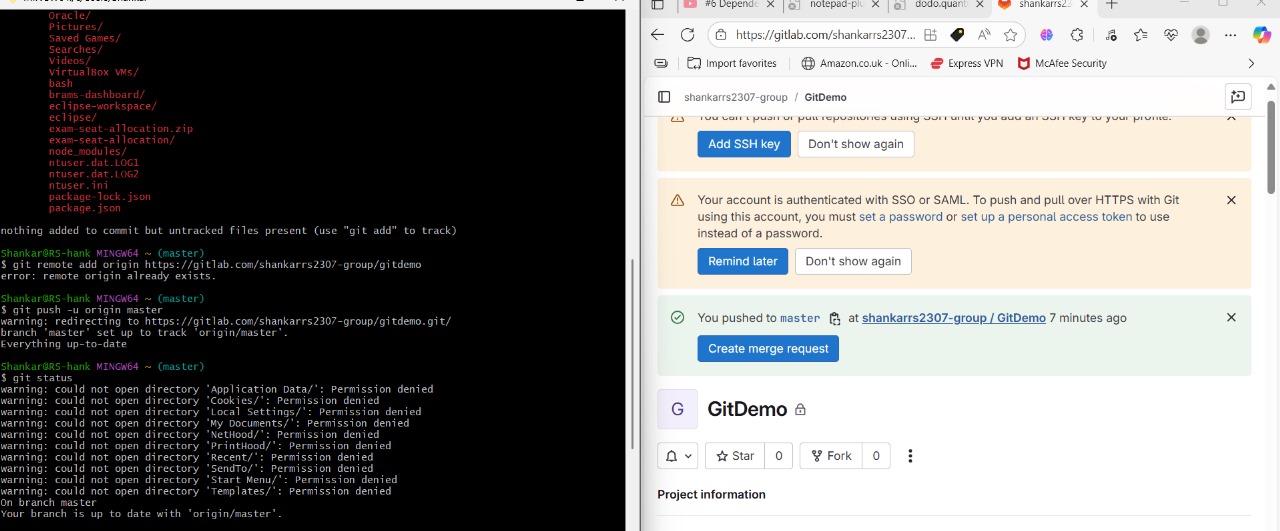 Oracle/
Pictures/
Saved Games/
Searches/
Videos/
VirtualBox VMs/
bash
brams-dashboard/
eclipse-workspace/
eclipse/
exam-seat-allocation.zip
exam-seat-allocation/
node_modules/
ntuser.dat.LOG1
ntuser.dat.LOG2
ntuser.ini
package-lock.json
package.json
nothing added to commit but untracked files present (use "git add" to track)
Shankar@RS-hank MINGW64 ~ (master)
$ git remote add origin https://gitlab.com/shankarrs2307-group/gitdemo
error: remote origin already exists.
Shankar@RS-hank MINGW64 ~ (master)
$ git push -u origin master
warning: redirecting to https://gitlab.com/shankarrs2307-group/gitdemo.git/
branch 'master' set up to track 'origin/master'.
Everything up-to-date
Shankar@RS-hank MINGW64 ~ (master)
$ git status
warning: could not open directory 'Application Data/': Permission denied
warning: could not open directory 'Cookies/': Permission denied
warning: could not open directory 'Local Settings/': Permission denied
warning: could not open directory 'My Documents/': Permission denied
warning: could not open directory 'NetHood/': Permission denied
warning: could not open directory 'PrintHood/': Permission denied
warning: could not open directory 'Recent/': Permission denied
warning: could not open directory 'SendTo/': Permission denied
warning: could not open directory 'Start Menu/': Permission denied
warning: could not open directory 'Templates/': Permission denied
On branch master
Your branch is up to date with 'origin/master'.
#6 Depende
notepad-plu
dodo.quant
shankarrs23
https://gitlab.com/shankarrs2307...
Import favorites
Amazon.co.uk - Onli...
Express VPN
McAfee Security
shankarrs2307-group / GitDemo
You can't push or pull repositories using SSH until you add an SSH key to your profile.
Add SSH key
Don't show again
Your account is authenticated with SSO or SAML. To push and pull over HTTPS with Git
using this account, you must set a password or set up a personal access token to use
instead of a password.
Remind later
Don't show again
You pushed to master at shankarrs2307-group / GitDemo 7 minutes ago
Create merge request
G
GitDemo
Star 0
Fork 0
Project information